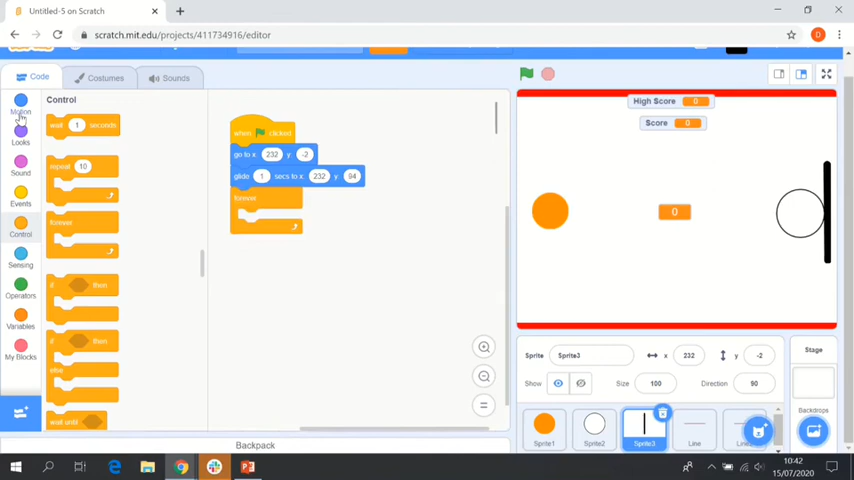 Untitled-5 on Scratch
scratch.mit.edu/projects/411734916/editor
D
Code
Costumes
Sounds
Motion
Looks
Sound
Events
Control
Sensing
Operators
Variables
My Blocks
Control
wait 1 seconds
repeat 10
forever
if then
if then
else
wait until
when clicked
go to x 232 y -2
glide 1 secs to x: 232 y 94
forever
High Score 0
Score 0
0
Sprite Sprite3 x 232 y -2
Show Size 100 Direction 90
Sprite1
Sprite2
Sprite3
Line
Stage
Backdrops
Backpack
10:42
15/07/2020